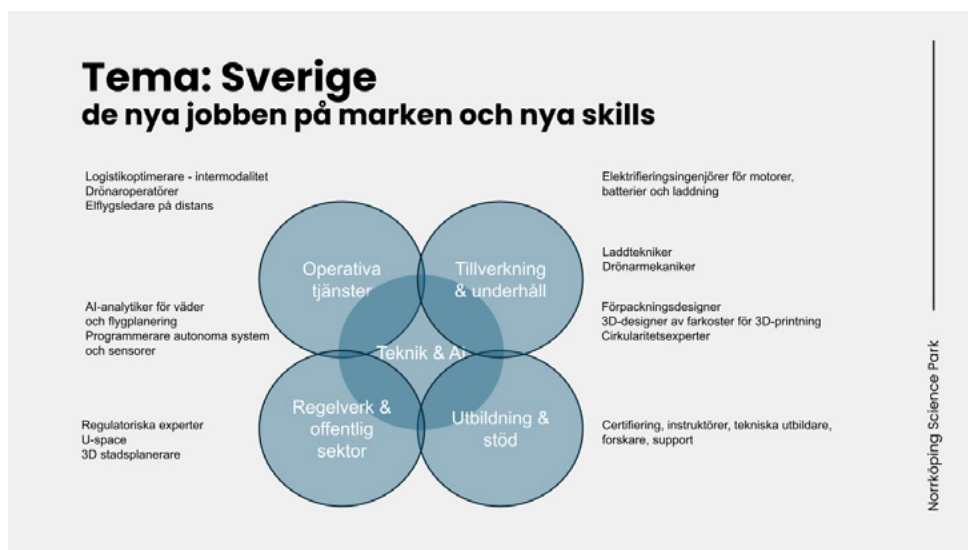 Tema: Sverige
de nya jobben på marken och nya skills
Logistikoptimerare - intermodalitet
Drönaroperatörer
Elflygsledare på distans
Elektrifieringsingenjörer för motorer,
batterier och laddning
Operativa
tjänster
Tillverkning
& underhåll
Laddtekniker
Drönarmekaniker
AI-analytiker för väder
och flygplanering
Programmerare autonoma system
och sensorer
Förpackningsdesigner
3D-designer av farkoster för 3D-printning
Cirkularitetsexperter
Teknik & AI
Regelverk &
offentlig
sektor
Utbildning &
stöd
Regulatoriska experter
U-space
3D stadsplanerare
Certifiering, instruktörer, tekniska utbildare,
forskare, support
Norrköping Science Park